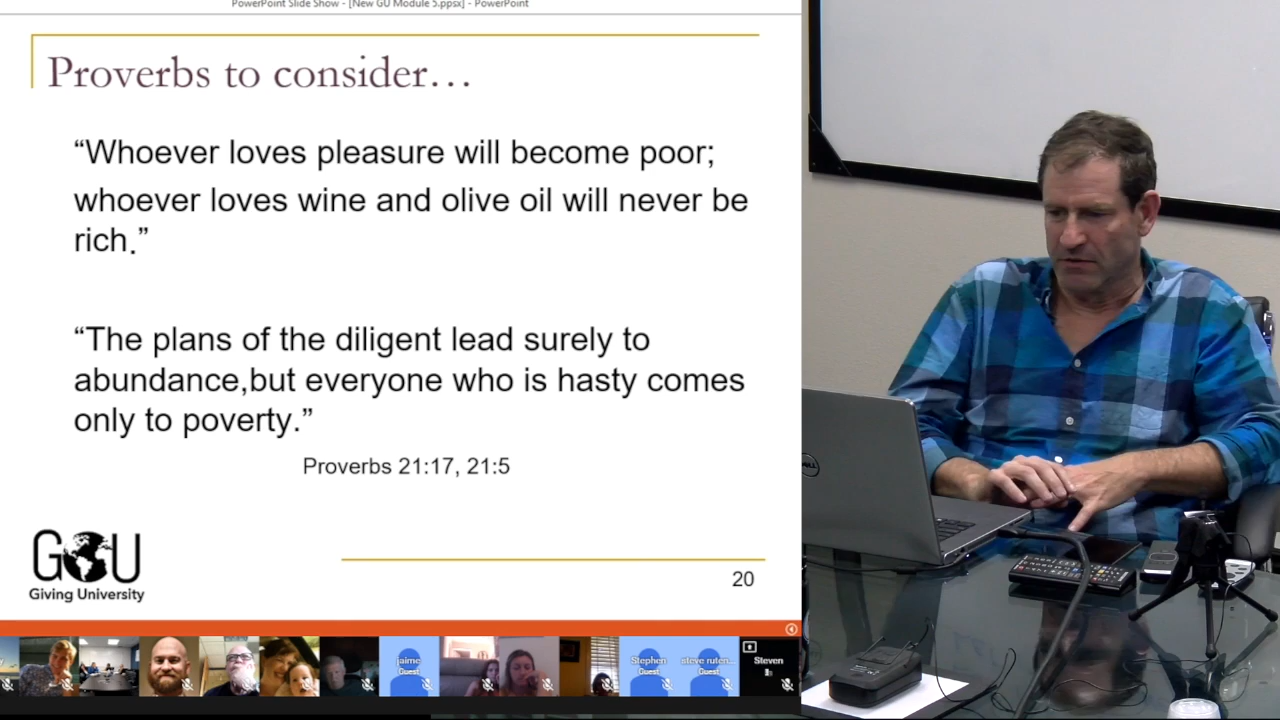 PowerPoint Slide Show - [New GU Module 5.ppsx] - PowerPoint
Proverbs to consider…
“Whoever loves pleasure will become poor;
whoever loves wine and olive oil will never be
rich.”
“The plans of the diligent lead surely to
abundance,but everyone who is hasty comes
only to poverty.”
Proverbs 21:17, 21:5
GU
Giving University
20
DELL
jaime
Guest
Stephen
Guest
steve ruten...
Guest
Steven